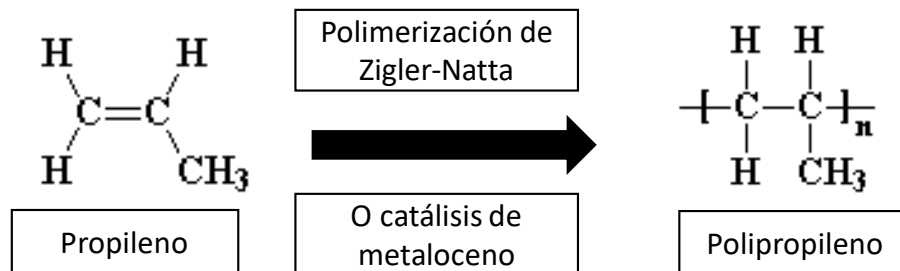 H H
C=C
H CH3
Propileno
Polimerización de
Zigler-Natta
O catálisis de
metaloceno
H H
[ C C ]n
H CH3
Polipropileno